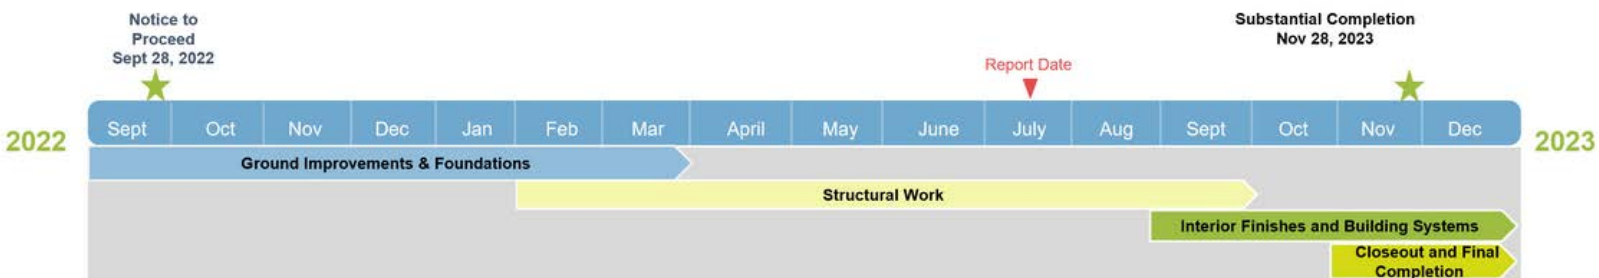 Notice to
Proceed
Sept 28, 2022
Substantial Completion
Nov 28, 2023
Report Date
2022
Sept Oct Nov Dec Jan Feb Mar April May June July Aug Sept Oct Nov Dec
2023
Ground Improvements & Foundations
Structural Work
Interior Finishes and Building Systems
Closeout and Final
Completion